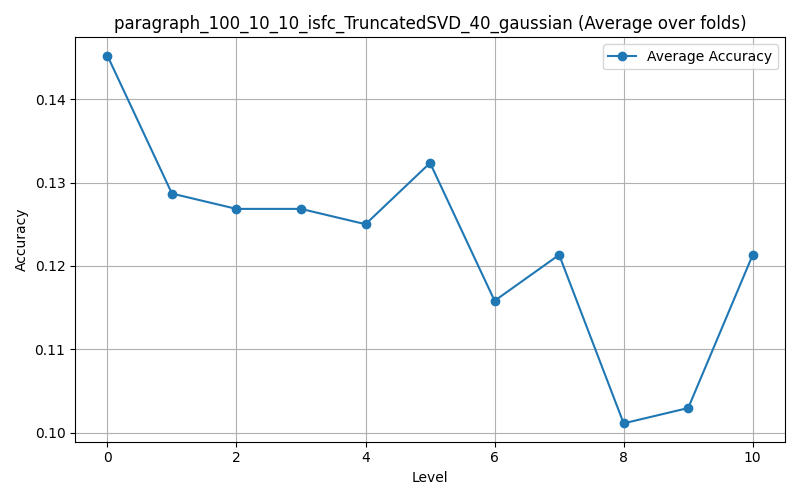 paragraph_100_10_10_isfc_TruncatedSVD_40_gaussian (Average over folds)
Average Accuracy
Accuracy
0.14
0.13
0.12
0.11
0.10
0 2 4 6 8 10
Level